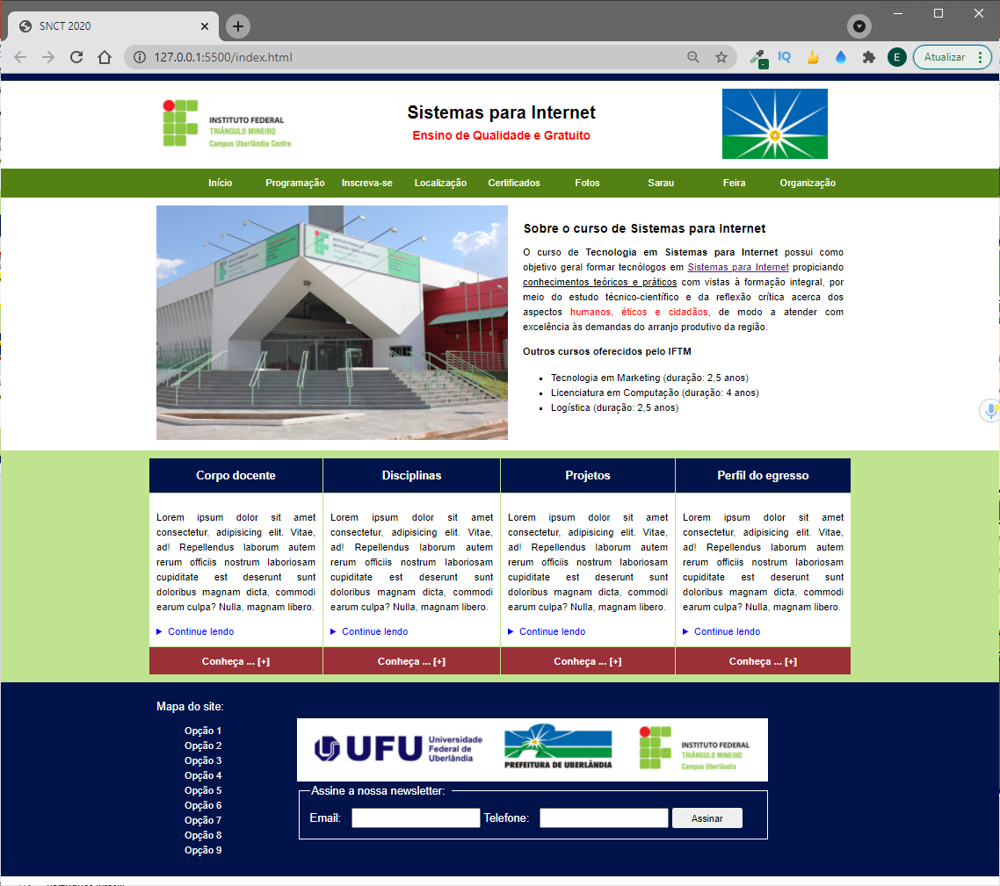 SNCT 2020
127.0.0.1:5500/index.html
IQ
E
Atualizar
INSTITUTO FEDERAL
TRIÂNGULO MINEIRO
Campus Uberlândia Centro
Sistemas para Internet
Ensino de Qualidade e Gratuito
Início Programação Inscreva-se Localização Certificados Fotos Sarau Feira Organização
Sobre o curso de Sistemas para Internet
O curso de Tecnologia em Sistemas para Internet possui como
objetivo geral formar tecnólogos em Sistemas para Internet propiciando
conhecimentos teóricos e práticos com vistas à formação integral, por
meio do estudo técnico-científico e da reflexão crítica acerca dos
aspectos humanos, éticos e cidadãos, de modo a atender com
excelência às demandas do arranjo produtivo da região.
Outros cursos oferecidos pelo IFTM
Tecnologia em Marketing (duração: 2,5 anos)
Licenciatura em Computação (duração: 4 anos)
Logística (duração: 2,5 anos)
Corpo docente
Lorem ipsum dolor sit amet
consectetur, adipisicing elit. Vitae,
ad! Repellendus laborum autem
rerum officiis nostrum laboriosam
cupiditate est deserunt sunt
doloribus magnam dicta, commodi
earum culpa? Nulla, magnam libero.
Continue lendo
Conheça ... [+]
Disciplinas
Lorem ipsum dolor sit amet
consectetur, adipisicing elit. Vitae,
ad! Repellendus laborum autem
rerum officiis nostrum laboriosam
cupiditate est deserunt sunt
doloribus magnam dicta, commodi
earum culpa? Nulla, magnam libero.
Continue lendo
Conheça ... [+]
Projetos
Lorem ipsum dolor sit amet
consectetur, adipisicing elit. Vitae,
ad! Repellendus laborum autem
rerum officiis nostrum laboriosam
cupiditate est deserunt sunt
doloribus magnam dicta, commodi
earum culpa? Nulla, magnam libero.
Continue lendo
Conheça ... [+]
Perfil do egresso
Lorem ipsum dolor sit amet
consectetur, adipisicing elit. Vitae,
ad! Repellendus laborum autem
rerum officiis nostrum laboriosam
cupiditate est deserunt sunt
doloribus magnam dicta, commodi
earum culpa? Nulla, magnam libero.
Continue lendo
Conheça ... [+]
Mapa do site:
Opção 1
Opção 2
Opção 3
Opção 4
Opção 5
Opção 6
Opção 7
Opção 8
Opção 9
UFU
Universidade
Federal de
Uberlândia
PREFEITURA DE UBERLÂNDIA
INSTITUTO FEDERAL
TRIÂNGULO MINEIRO
Campus Uberlândia
Assine a nossa newsletter:
Email: Telefone: Assinar